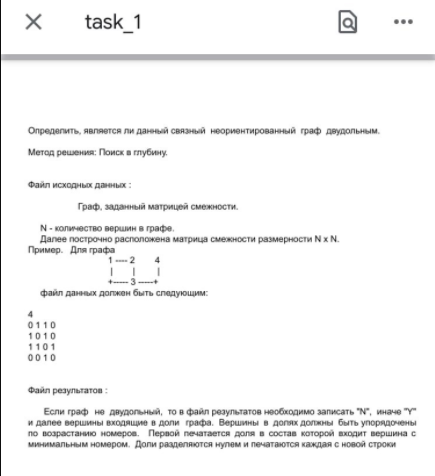 task_1
Определить, является ли данный связный неориентированный граф двудольным.
Метод решения: Поиск в глубину.
Файл исходных данных :
Граф, заданный матрицей смежности.
N - количество вершин в графе.
Далее построчно расположена матрица смежности размерности N x N.
Пример. Для графа
1 ---- 2 4
| | |
+----- 3 -----+
файл данных должен быть следующим:
4
0 1 1 0
1 0 1 0
1 1 0 1
0 0 1 0
Файл результатов :
Если граф не двудольный, то в файл результатов необходимо записать "N", иначе "Y"
и далее вершины входящие в доли графа. Вершины в долях должны быть упорядочены
по возрастанию номеров. Первой печатается доля в состав которой входит вершина с
минимальным номером. Доли разделяются нулем и печатаются каждая с новой строки